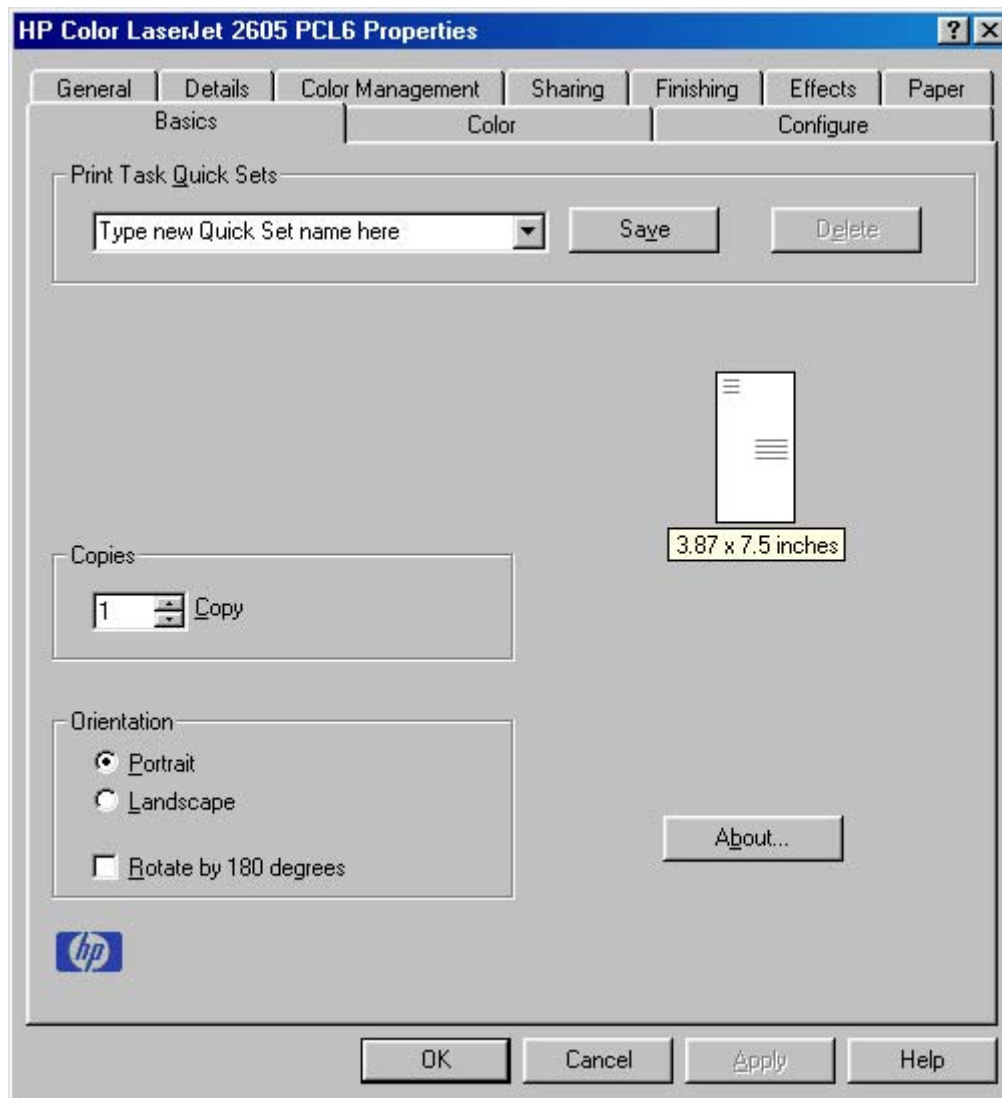 HP Color LaserJet 2605 PCL6 Properties
General Details Color Management Sharing Finishing Effects Paper
Basics Color Configure
Print Task Quick Sets
Type new Quick Set name here Save Delete
3.87 x 7.5 inches
Copies
1 Copy
Orientation
Portrait
Landscape
Rotate by 180 degrees
About...
hp
OK Cancel Apply Help